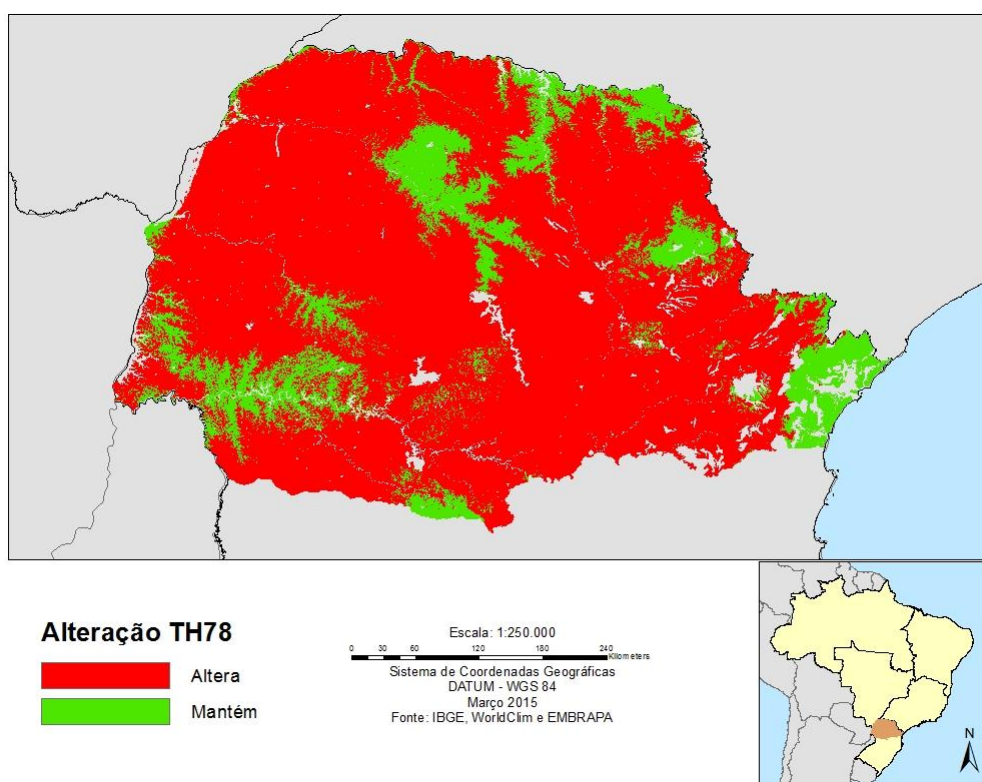 Alteração TH78
Altera
Mantém
Escala: 1:250.000
0 30 60 120 180 240
Kilometers
Sistema de Coordenadas Geográficas
DATUM - WGS 84
Março 2015
Fonte: IBGE, WorldClim e EMBRAPA
N